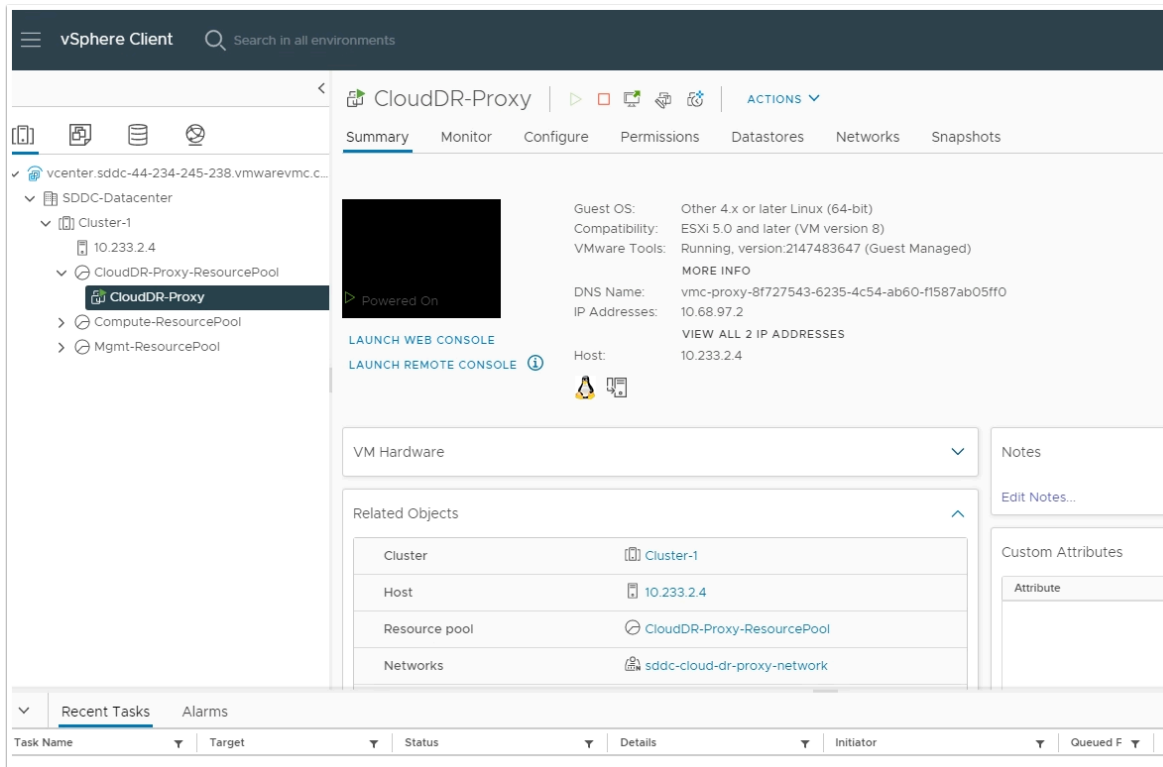 vSphere Client
Search in all environments
CloudDR-Proxy
ACTIONS
Summary Monitor Configure Permissions Datastores Networks Snapshots
vcenter.sddc-44-234-245-238.vmwarevmc.c...
SDDC-Datacenter
Cluster-1
10.233.2.4
CloudDR-Proxy-ResourcePool
CloudDR-Proxy
Compute-ResourcePool
Mgmt-ResourcePool
Powered On
LAUNCH WEB CONSOLE
LAUNCH REMOTE CONSOLE
Guest OS: Other 4.x or later Linux (64-bit)
Compatibility: ESXi 5.0 and later (VM version 8)
VMware Tools: Running, version:2147483647 (Guest Managed)
MORE INFO
DNS Name: vmc-proxy-8f727543-6235-4c54-ab60-f1587ab05ff0
IP Addresses: 10.68.97.2
VIEW ALL 2 IP ADDRESSES
Host: 10.233.2.4
VM Hardware
Related Objects
Cluster Cluster-1
Host 10.233.2.4
Resource pool CloudDR-Proxy-ResourcePool
Networks sddc-cloud-dr-proxy-network
Notes
Edit Notes...
Custom Attributes
Attribute
Recent Tasks Alarms
Task Name Target Status Details Initiator Queued F